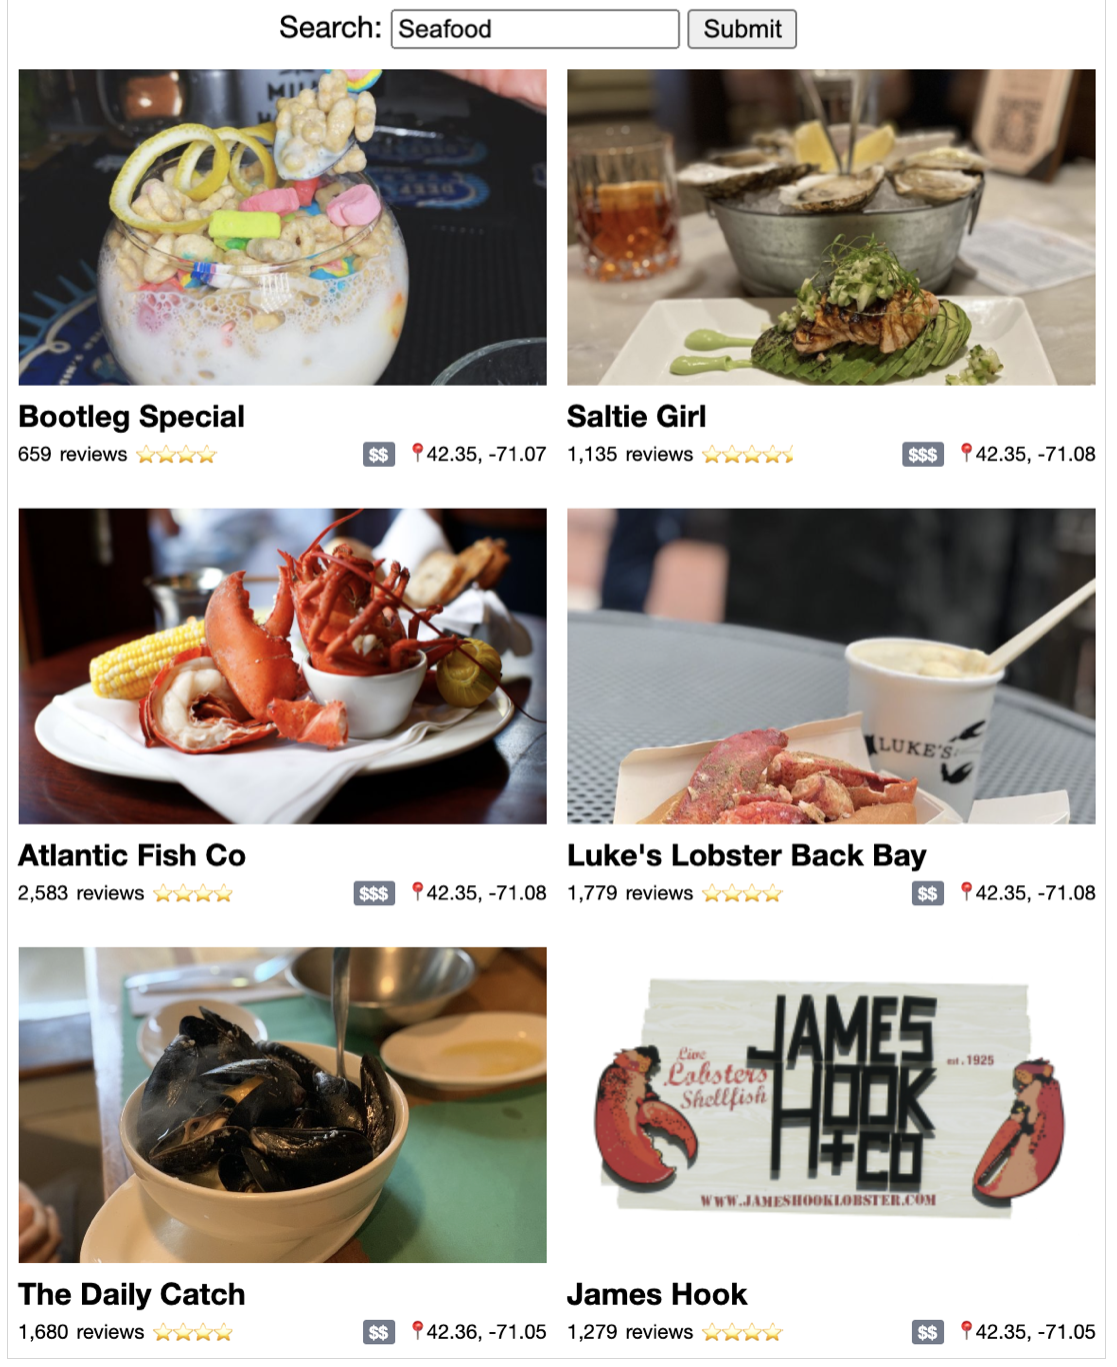 Search: Seafood Submit
Bootleg Special
659 reviews $$ 42.35, -71.07
Saltie Girl
1,135 reviews $$$ 42.35, -71.08
Atlantic Fish Co
2,583 reviews $$$ 42.35, -71.08
LUKE'S
Luke's Lobster Back Bay
1,779 reviews $$ 42.35, -71.08
The Daily Catch
1,680 reviews $$ 42.36, -71.05
JAMES
HOOK
+CO
est. 1925
Live
Lobsters
Shellfish
WWW.JAMESHOOKLOBSTER.COM
James Hook
1,279 reviews $$ 42.35, -71.05